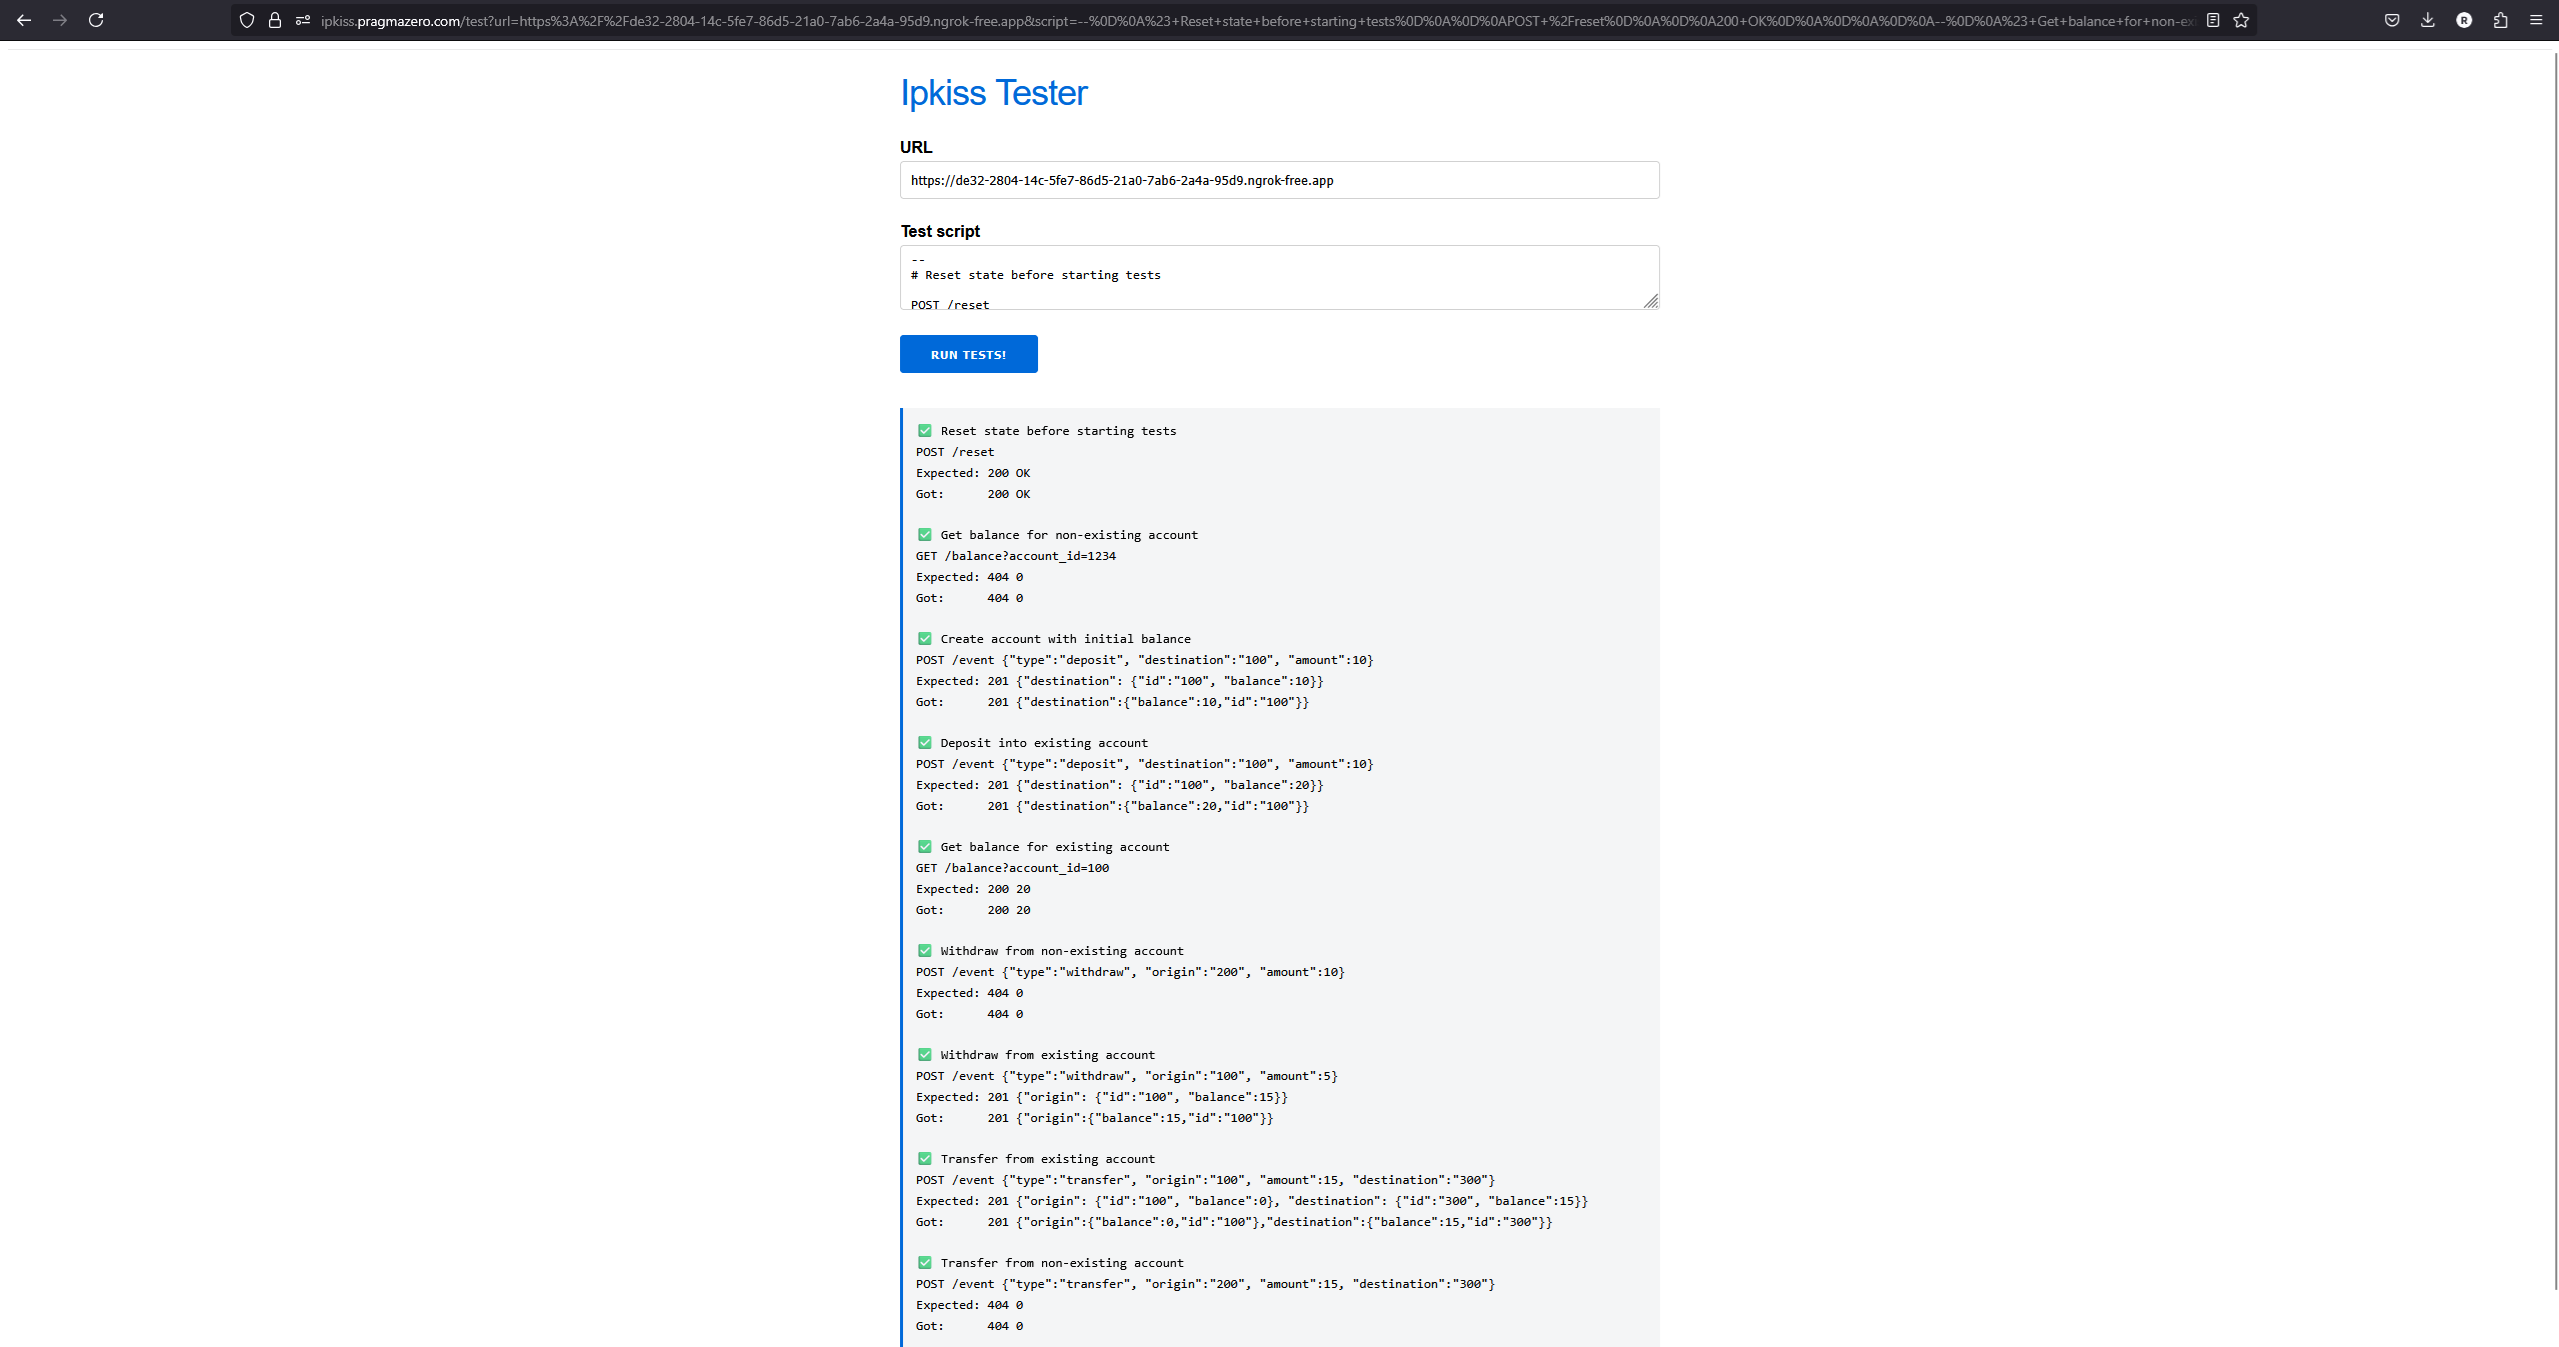 ipkiss.pragmazero.com/test?url=https%3A%2F%2Fde32-2804-14c-5fe7-86d5-21a0-7ab6-2a4a-95d9.ngrok-free.app&script=--%0D%0A%23+Reset+state+before+starting+tests%0D%0A%0D%0APOST+%2Freset%0D%0A%0D%0A200+OK%0D%0A%0D%0A%0D%0A--%0D%0A%23+Get+balance+for+non-ex
R
Ipkiss Tester
URL
https://de32-2804-14c-5fe7-86d5-21a0-7ab6-2a4a-95d9.ngrok-free.app
Test script
--
# Reset state before starting tests
POST /reset
RUN TESTS!
Reset state before starting tests
POST /reset
Expected: 200 OK
Got:      200 OK
Get balance for non-existing account
GET /balance?account_id=1234
Expected: 404 0
Got:      404 0
Create account with initial balance
POST /event {"type":"deposit", "destination":"100", "amount":10}
Expected: 201 {"destination": {"id":"100", "balance":10}}
Got:      201 {"destination":{"balance":10,"id":"100"}}
Deposit into existing account
POST /event {"type":"deposit", "destination":"100", "amount":10}
Expected: 201 {"destination": {"id":"100", "balance":20}}
Got:      201 {"destination":{"balance":20,"id":"100"}}
Get balance for existing account
GET /balance?account_id=100
Expected: 200 20
Got:      200 20
Withdraw from non-existing account
POST /event {"type":"withdraw", "origin":"200", "amount":10}
Expected: 404 0
Got:      404 0
Withdraw from existing account
POST /event {"type":"withdraw", "origin":"100", "amount":5}
Expected: 201 {"origin": {"id":"100", "balance":15}}
Got:      201 {"origin":{"balance":15,"id":"100"}}
Transfer from existing account
POST /event {"type":"transfer", "origin":"100", "amount":15, "destination":"300"}
Expected: 201 {"origin": {"id":"100", "balance":0}, "destination": {"id":"300", "balance":15}}
Got:      201 {"origin":{"balance":0,"id":"100"},"destination":{"balance":15,"id":"300"}}
Transfer from non-existing account
POST /event {"type":"transfer", "origin":"200", "amount":15, "destination":"300"}
Expected: 404 0
Got:      404 0